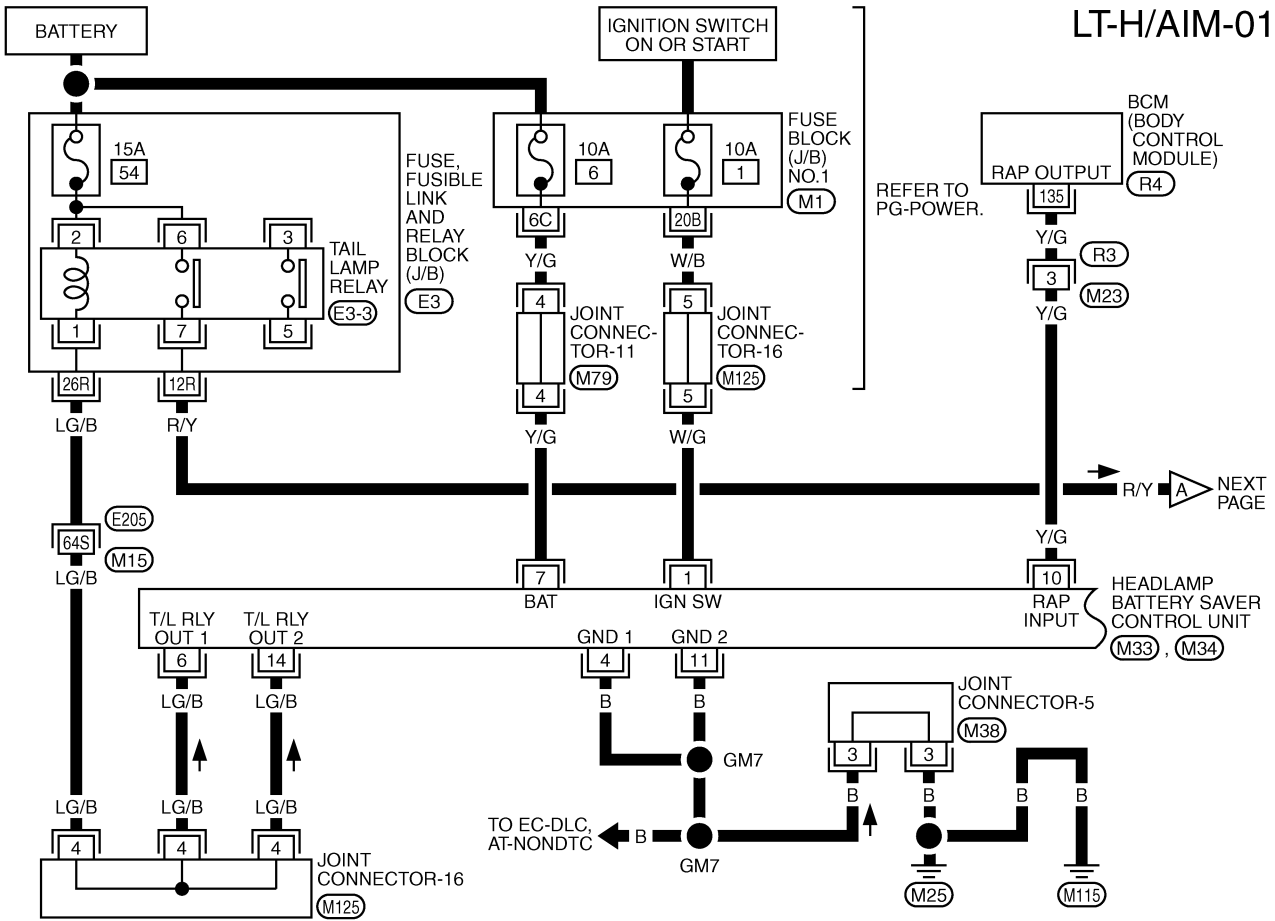 LT-H/AIM-01
BATTERY
IGNITION SWITCH
ON OR START
15A
54
10A
6
10A
1
FUSE
BLOCK
(J/B)
NO.1
M1
REFER TO
PG-POWER.
BCM
(BODY
CONTROL
MODULE)
R4
RAP OUTPUT
135
Y/G
R3
3
M23
Y/G
FUSE,
FUSIBLE
LINK
AND
RELAY
BLOCK
(J/B)
E3
2
6
3
TAIL
LAMP
RELAY
E3-3
1
7
5
26R
12R
LG/B
R/Y
6C
20B
Y/G
W/B
4
5
JOINT
CONNEC-
TOR-11
M79
JOINT
CONNEC-
TOR-16
M125
4
5
Y/G
W/G
R/Y
A
NEXT
PAGE
E205
64S
M15
LG/B
Y/G
7
1
10
BAT
IGN SW
RAP
INPUT
HEADLAMP
BATTERY SAVER
CONTROL UNIT
M33 , M34
T/L RLY
OUT 1
T/L RLY
OUT 2
GND 1
GND 2
6
14
4
11
LG/B
LG/B
B
B
JOINT
CONNECTOR-5
M38
3
3
GM7
B
B
B
B
LG/B
LG/B
LG/B
TO EC-DLC,
AT-NONDTC
B
GM7
4
4
4
JOINT
CONNECTOR-16
M125
M25
M115